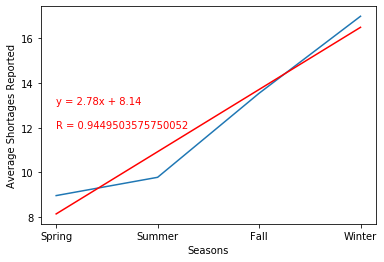 16
14
12
10
8
Average Shortages Reported
y = 2.78x + 8.14
R = 0.9449503575750052
Spring Summer Fall Winter
Seasons